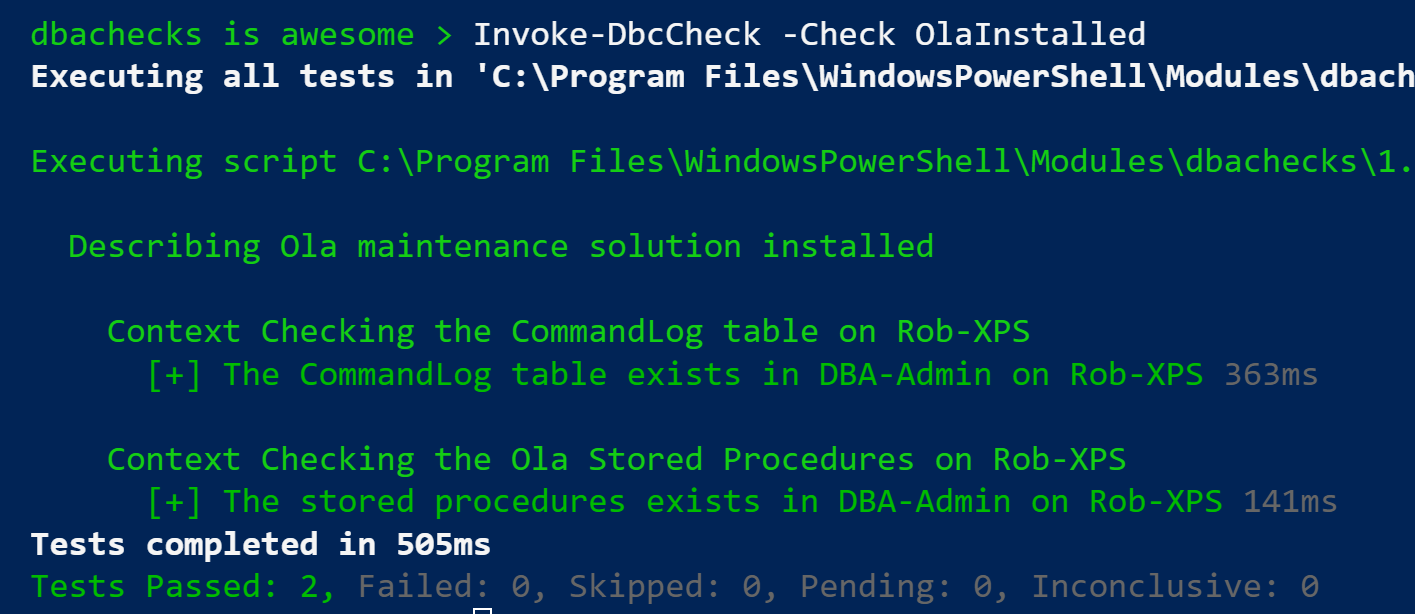 dbachecks is awesome > Invoke-DbcCheck -Check OlaInstalled
Executing all tests in 'C:\Program Files\WindowsPowerShell\Modules\dbach
Executing script C:\Program Files\WindowsPowerShell\Modules\dbachecks\1.
Describing Ola maintenance solution installed
Context Checking the CommandLog table on Rob-XPS
[+] The CommandLog table exists in DBA-Admin on Rob-XPS 363ms
Context Checking the Ola Stored Procedures on Rob-XPS
[+] The stored procedures exists in DBA-Admin on Rob-XPS 141ms
Tests completed in 505ms
Tests Passed: 2, Failed: 0, Skipped: 0, Pending: 0, Inconclusive: 0